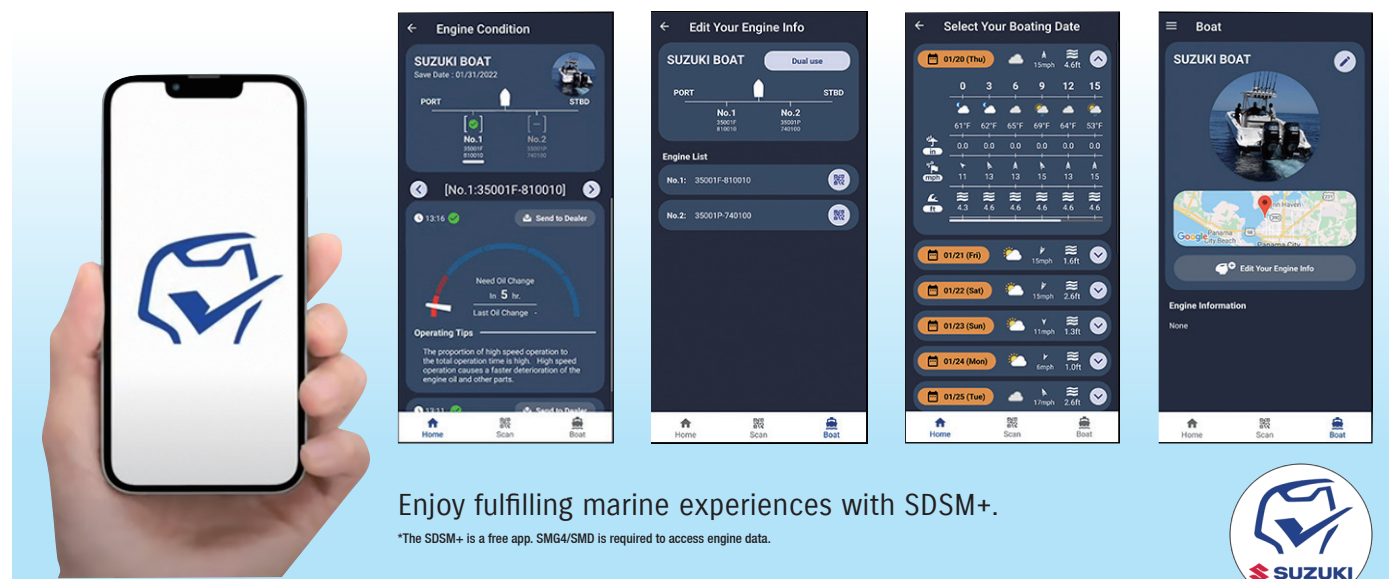 Engine Condition
SUZUKI BOAT
Save Date : 01/31/2022
PORT
STBD
No.1
35001F
810010
No.2
35001P
740100
[No.1:35001F-810010]
13:16
Send to Dealer
Need Oil Change
In 5 hr.
Last Oil Change -
Operating Tips
The proportion of high speed operation to
the total operation time is high. High speed
operation causes a faster deterioration of the
engine oil and other parts.
13:11
Send to Dealer
Home
Scan
Boat
Edit Your Engine Info
SUZUKI BOAT
Dual use
PORT
STBD
No.1
35001F
810010
No.2
35001P
740100
Engine List
No.1: 35001F-810010
No.2: 35001P-740100
Home
Scan
Boat
Select Your Boating Date
01/20 (Thu) 15mph 4.6ft
0 3 6 9 12 15
61°F 62°F 65°F 69°F 64°F 53°F
in 0.0 0.0 0.0 0.0 0.0 0.0
mph 11 13 13 15 13 15
ft 4.3 4.6 4.6 4.6 4.6 4.6
01/21 (Fri) 15mph 1.6ft
01/22 (Sat) 15mph 2.6ft
01/23 (Sun) 11mph 1.3ft
01/24 (Mon) 6mph 1.0ft
01/25 (Tue) 17mph 2.6ft
Home
Scan
Boat
Boat
SUZUKI BOAT
Google
Panama
City Beach
Panama City
98
231
Edit Your Engine Info
Engine Information
None
Home
Scan
Boat
Enjoy fulfilling marine experiences with SDSM+.
*The SDSM+ is a free app. SMG4/SMD is required to access engine data.
SUZUKI